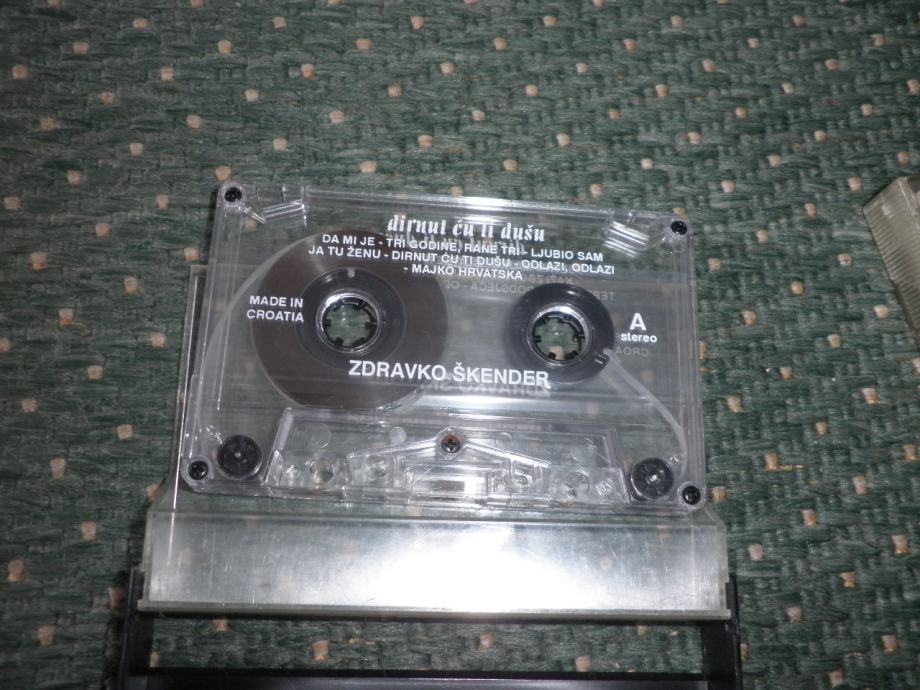 dirnut ću ti dušu
DA MI JE - TRI GODINE, RANE TRI - LJUBIO SAM
JA TU ŽENU - DIRNUT ĆU TI DUŠU - ODLAZI, ODLAZI
- MAJKO HRVATSKA
MADE IN
CROATIA
A
stereo
ZDRAVKO ŠKENDER